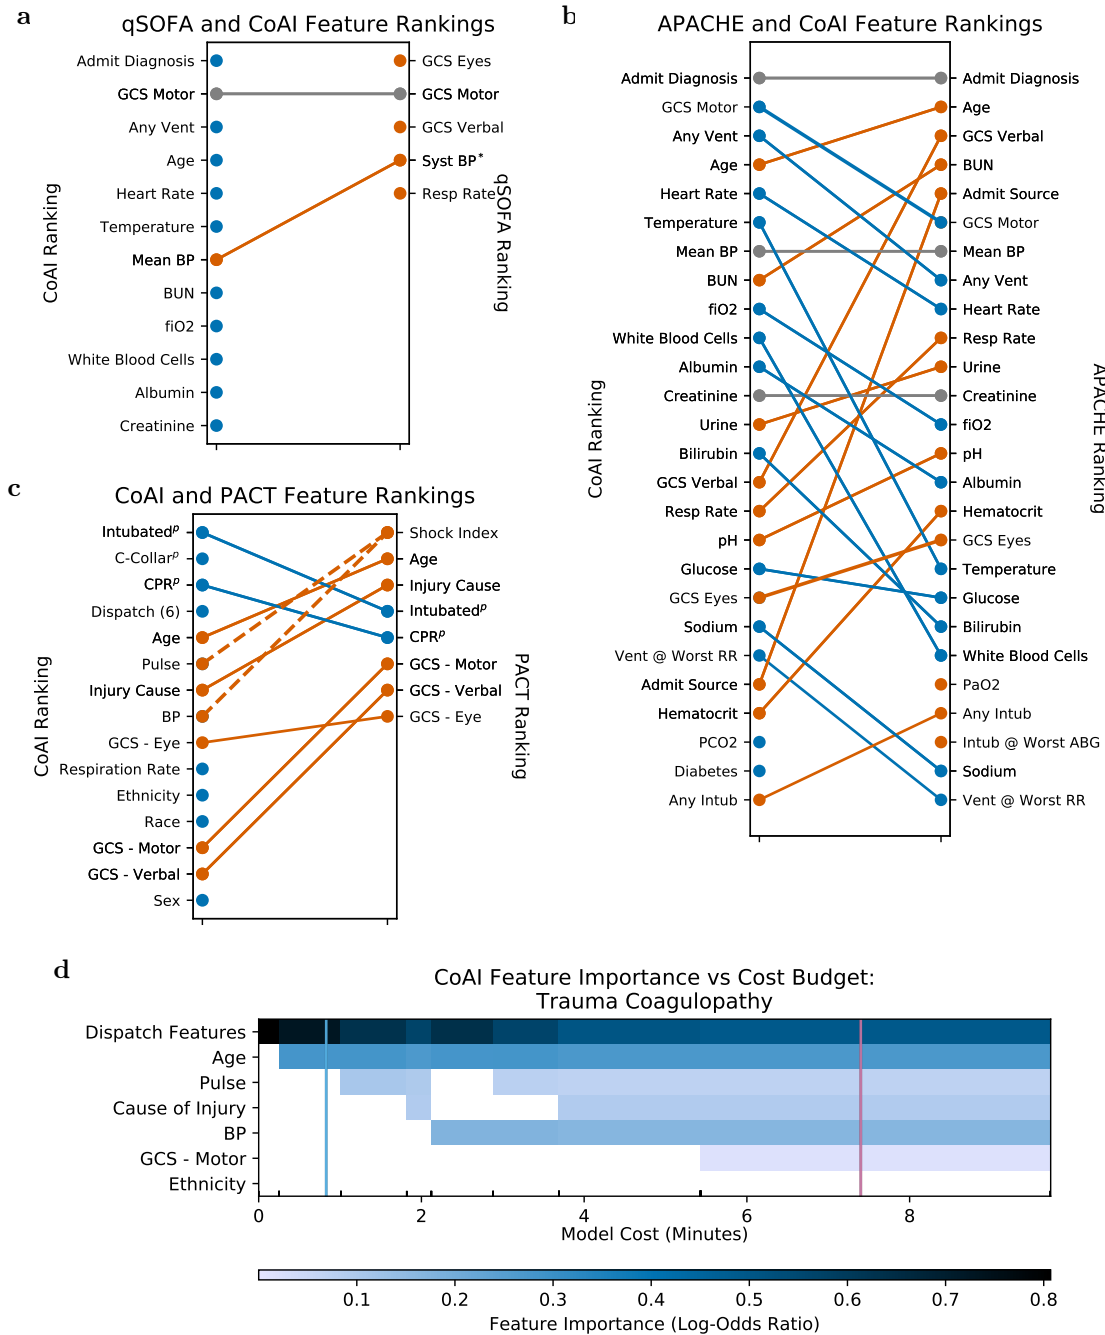 a
qSOFA and CoAI Feature Rankings
CoAI Ranking
Admit Diagnosis
GCS Motor
Any Vent
Age
Heart Rate
Temperature
Mean BP
BUN
fiO2
White Blood Cells
Albumin
Creatinine
GCS Eyes
GCS Motor
GCS Verbal
Syst BP*
Resp Rate
qSOFA Ranking
b
APACHE and CoAI Feature Rankings
CoAI Ranking
Admit Diagnosis
GCS Motor
Any Vent
Age
Heart Rate
Temperature
Mean BP
BUN
fiO2
White Blood Cells
Albumin
Creatinine
Urine
Bilirubin
GCS Verbal
Resp Rate
pH
Glucose
GCS Eyes
Sodium
Vent @ Worst RR
Admit Source
Hematocrit
PCO2
Diabetes
Any Intub
Admit Diagnosis
Age
GCS Verbal
BUN
Admit Source
GCS Motor
Mean BP
Any Vent
Heart Rate
Resp Rate
Urine
Creatinine
fiO2
pH
Albumin
Hematocrit
GCS Eyes
Temperature
Glucose
Bilirubin
White Blood Cells
PaO2
Any Intub
Intub @ Worst ABG
Sodium
Vent @ Worst RR
APACHE Ranking
c
CoAI and PACT Feature Rankings
CoAI Ranking
Intubatedᵖ
C-Collarᵖ
CPRᵖ
Dispatch (6)
Age
Pulse
Injury Cause
BP
GCS - Eye
Respiration Rate
Ethnicity
Race
GCS - Motor
GCS - Verbal
Sex
Shock Index
Age
Injury Cause
Intubatedᵖ
CPRᵖ
GCS - Motor
GCS - Verbal
GCS - Eye
PACT Ranking
d
CoAI Feature Importance vs Cost Budget:
Trauma Coagulopathy
Dispatch Features
Age
Pulse
Cause of Injury
BP
GCS - Motor
Ethnicity
0 2 4 6 8
Model Cost (Minutes)
0.1 0.2 0.3 0.4 0.5 0.6 0.7 0.8
Feature Importance (Log-Odds Ratio)